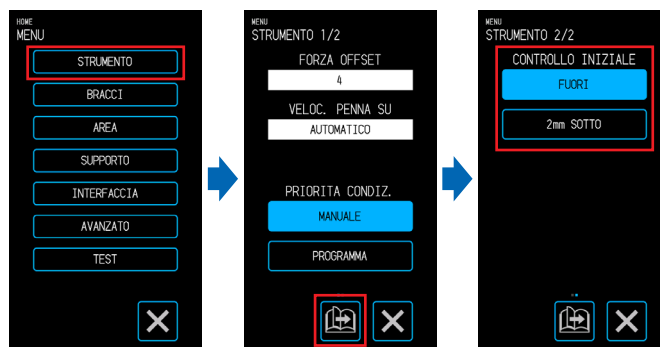 HOME
MENU
STRUMENTO
BRACCI
AREA
SUPPORTO
INTERFACCIA
AVANZATO
TEST
MENU
STRUMENTO 1/2
FORZA OFFSET
4
VELOC. PENNA SU
AUTOMATICO
PRIORITA CONDIZ.
MANUALE
PROGRAMMA
MENU
STRUMENTO 2/2
CONTROLLO INIZIALE
FUORI
2mm SOTTO